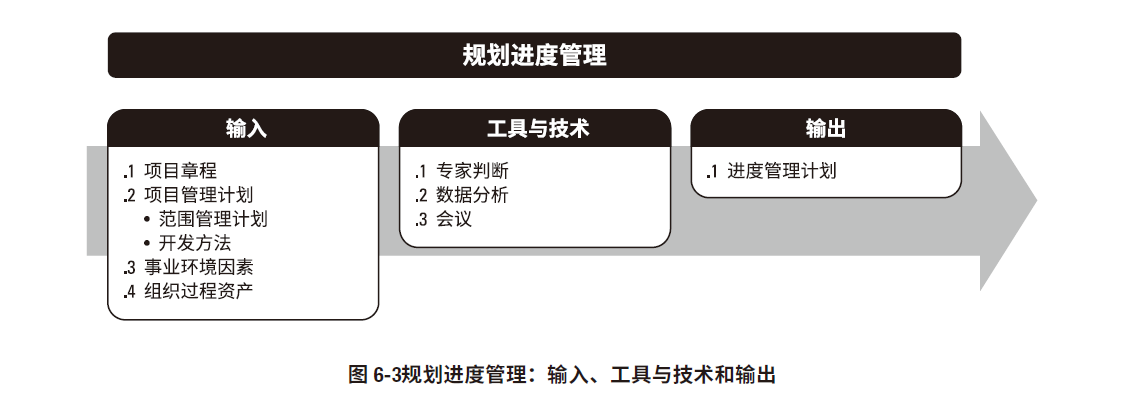 规划进度管理
输入
.1 项目章程
.2 项目管理计划
• 范围管理计划
• 开发方法
.3 事业环境因素
.4 组织过程资产
工具与技术
.1 专家判断
.2 数据分析
.3 会议
输出
.1 进度管理计划
图 6-3规划进度管理：输入、工具与技术和输出